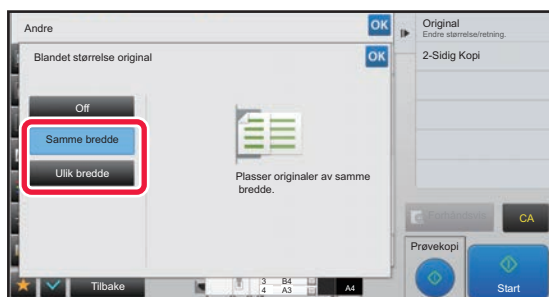 Andre
OK
Original
Endre størrelse/retning.
Blandet størrelse original
OK
2-Sidig Kopi
Off
Samme bredde
Ulik bredde
Plasser originaler av samme
bredde.
CA
Prøvekopi
Tilbake
3 B4
4 A3
A4
Start